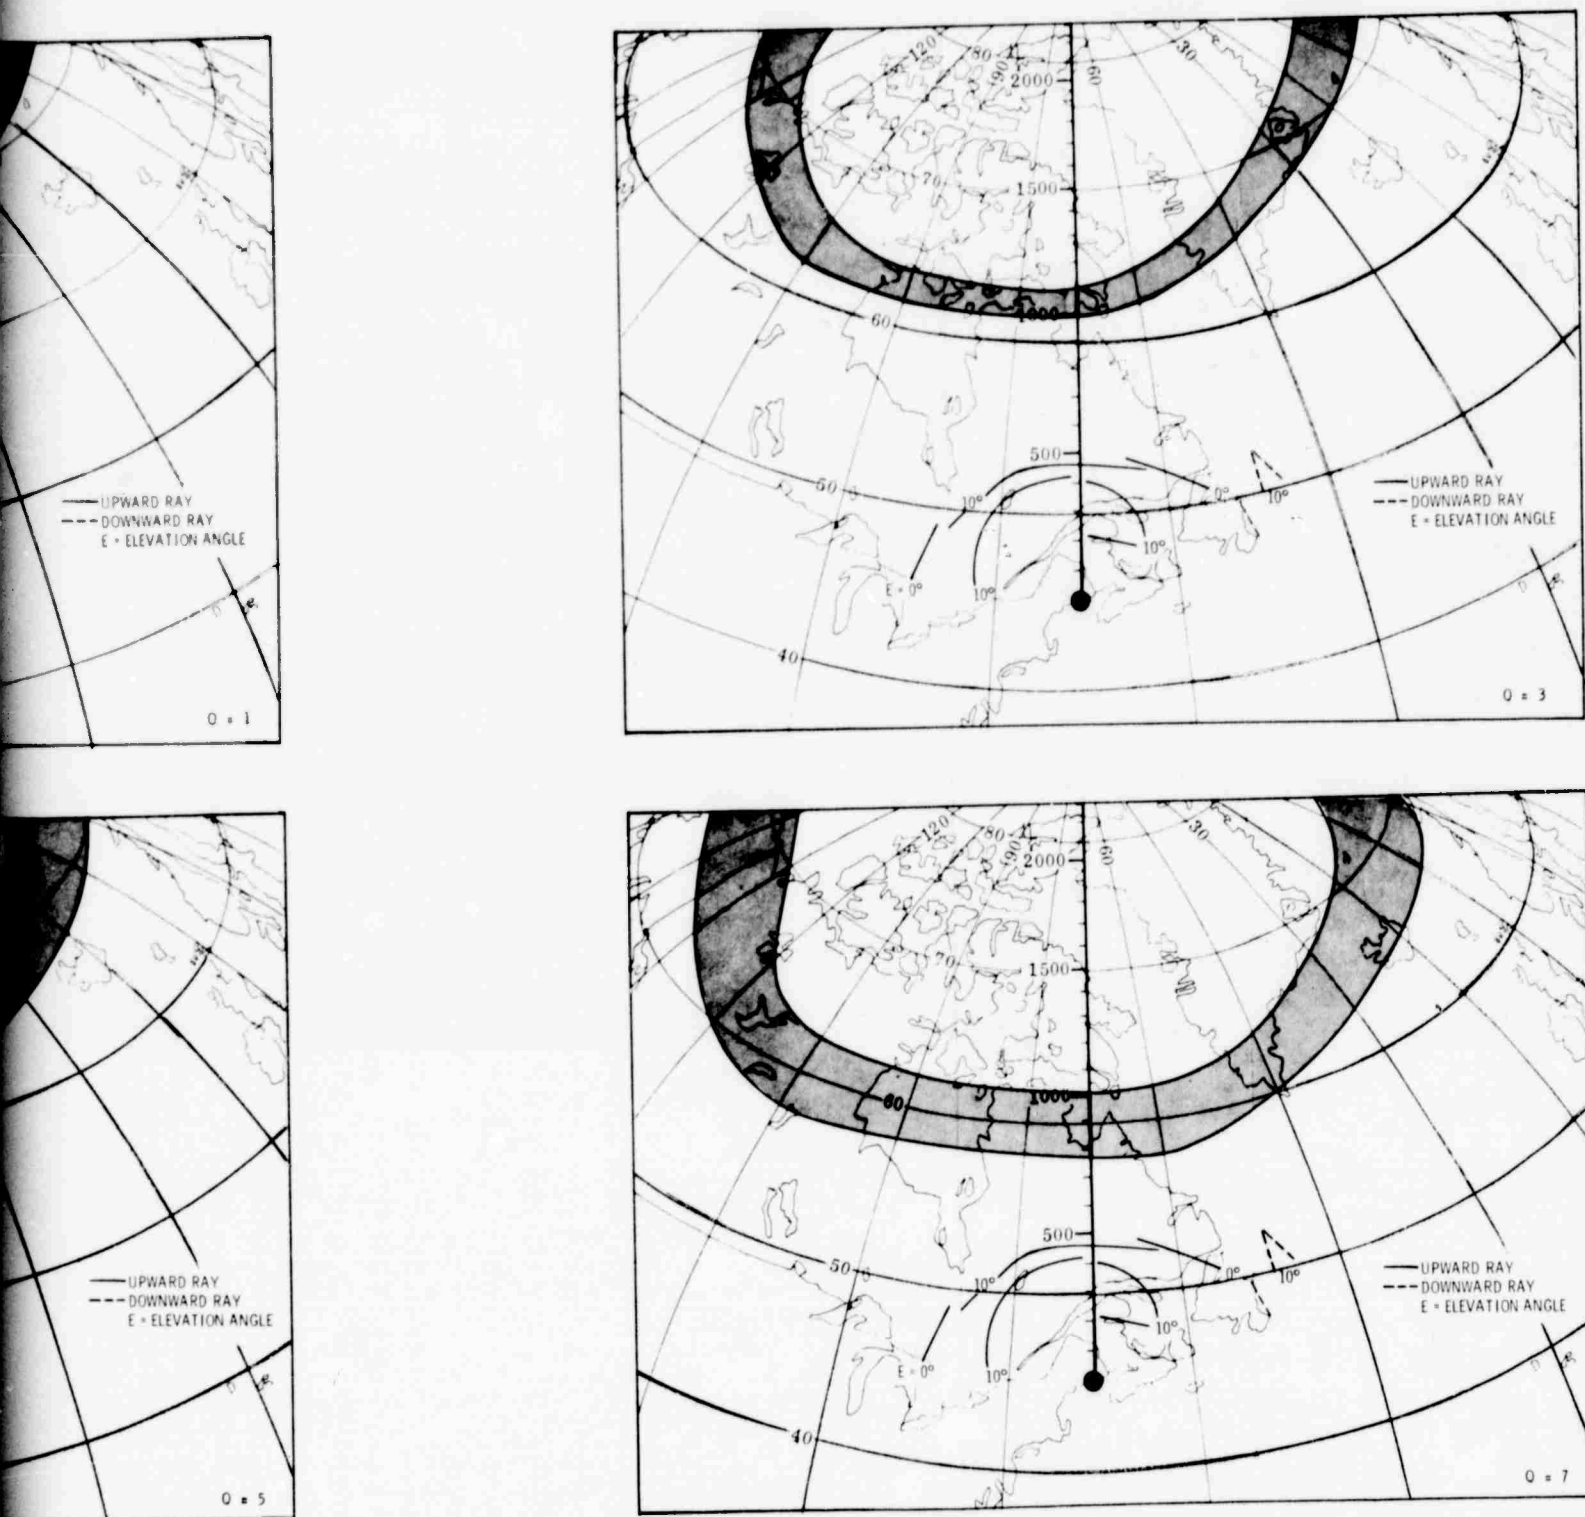 UPWARD RAY
DOWNWARD RAY
E = ELEVATION ANGLE
Q = 1
120
80
90
2000
60
30
70
1500
1000
60
500
50
10°
0°
10°
10°
E = 0°
10°
40
UPWARD RAY
DOWNWARD RAY
E = ELEVATION ANGLE
Q = 3
UPWARD RAY
DOWNWARD RAY
E = ELEVATION ANGLE
Q = 5
120
80
90
2000
60
30
70
1500
1000
60
500
50
10°
0°
10°
10°
E = 0°
10°
40
UPWARD RAY
DOWNWARD RAY
E = ELEVATION ANGLE
Q = 7